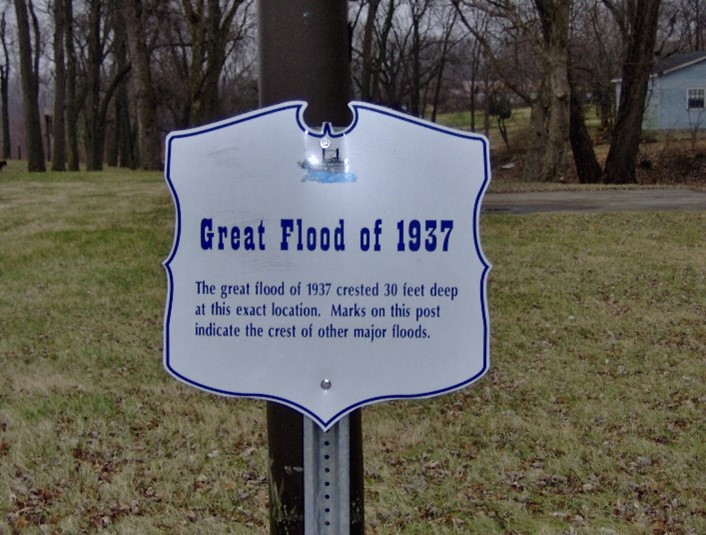 Great Flood of 1937
The great flood of 1937 crested 30 feet deep
at this exact location. Marks on this post
indicate the crest of other major floods.